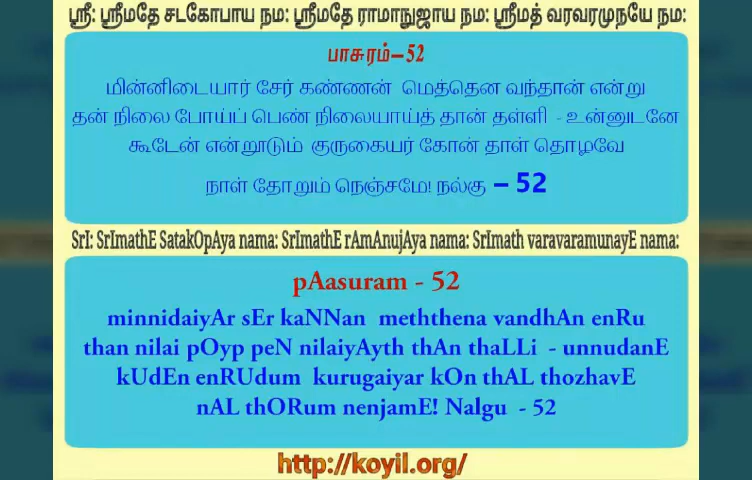 ஸ்ரீ: ஸ்ரீமதே சடகோபாய நம: ஸ்ரீமதே ராமாநுஜாய நம: ஸ்ரீமத் வரவரமுநயே நம:
பாசுரம்–52
மின்னிடையார் சேர் கண்ணன் மெத்தென வந்தான் என்று
தன் நிலை போய்ப் பெண் நிலையாய்த் தான் தள்ளி - உன்னுடனே
கூடேன் என்றூடும் குருகையர் கோன் தாள் தொழவே
நாள் தோறும் நெஞ்சமே! நல்கு – 52
SrI: SrImathE SatakOpAya nama: SrImathE rAmAnujAya nama: SrImath varavaramunayE nama:
pAasuram - 52
minnidaiyAr sEr kaNNan meththena vandhAn enRu
than nilai pOyp peN nilaiyAyth thAn thaLLi - unnudanE
kUdEn enRUdum kurugaiyar kOn thAL thozhavE
nAL thORum nenjamE! Nalgu - 52
http://koyil.org/